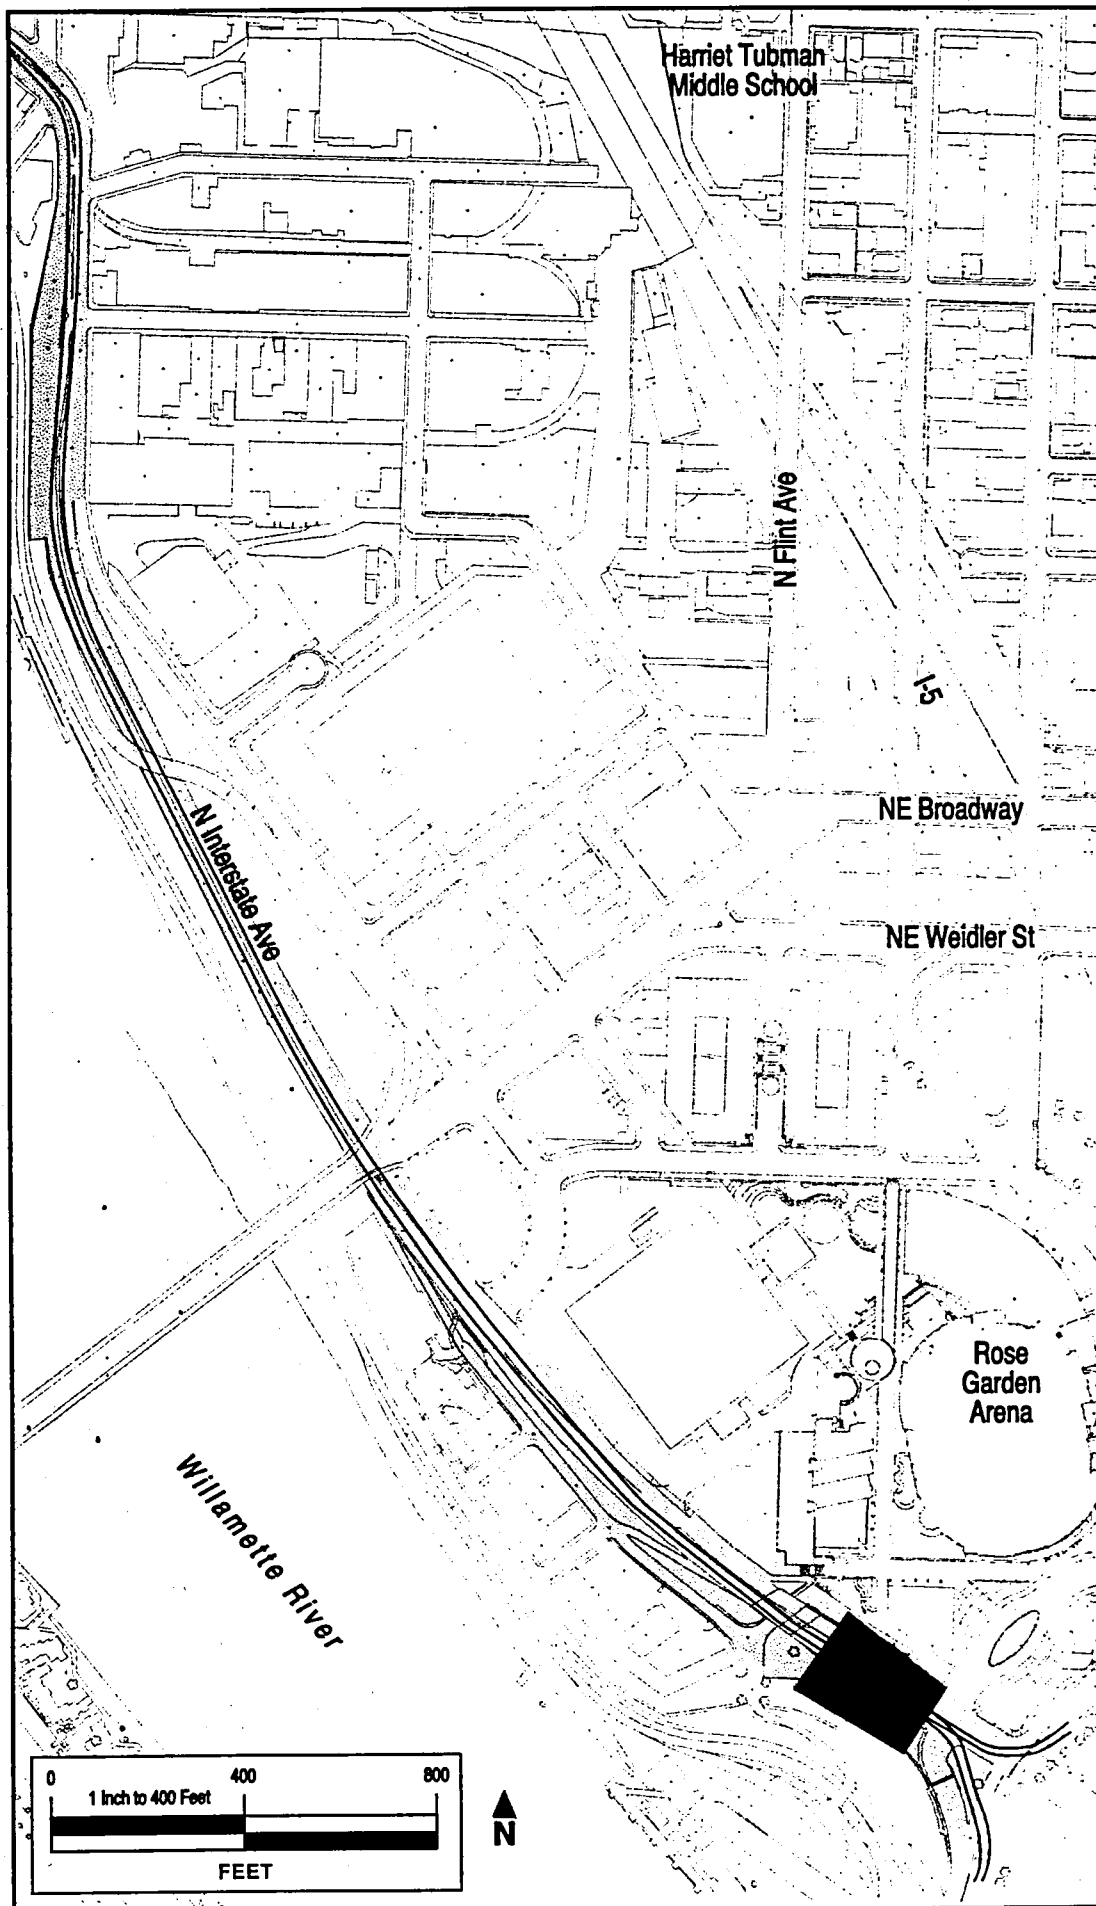 Harriet Tubman
Middle School
N Flint Ave
I-5
NE Broadway
N Interstate Ave
NE Weidler St
Rose
Garden
Arena
Willamette River
0 400 800
1 Inch to 400 Feet
FEET
N